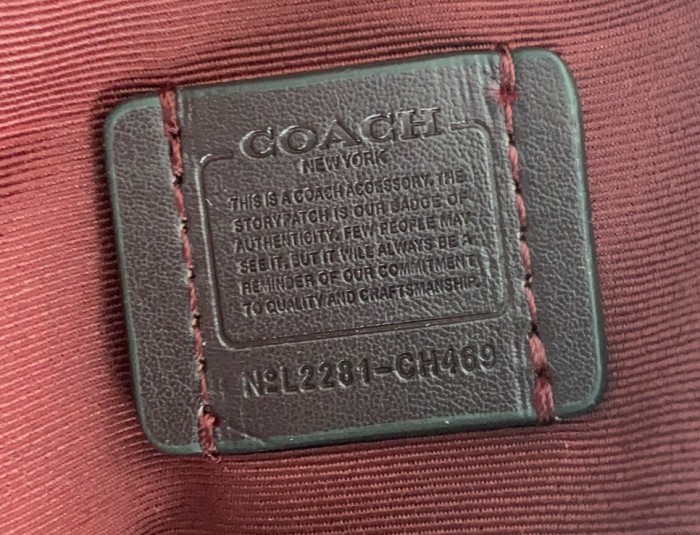 COACH
NEW YORK
THIS IS A COACH ACCESSORY. THE
STORY PATCH IS OUR BADGE OF
AUTHENTICITY. FEW PEOPLE MAY
SEE IT, BUT IT WILL ALWAYS BE A
REMINDER OF OUR COMMITMENT
TO QUALITY AND CRAFTSMANSHIP.
NºL2281-CH469